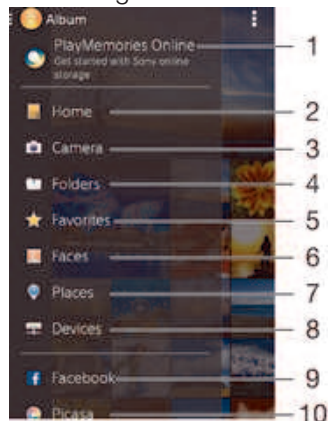 Album
PlayMemories Online 1
Get started with Sony online
storage
Home 2
Camera 3
Folders 4
Favorites 5
Faces 6
Places 7
Devices 8
Facebook 9
Picasa 10